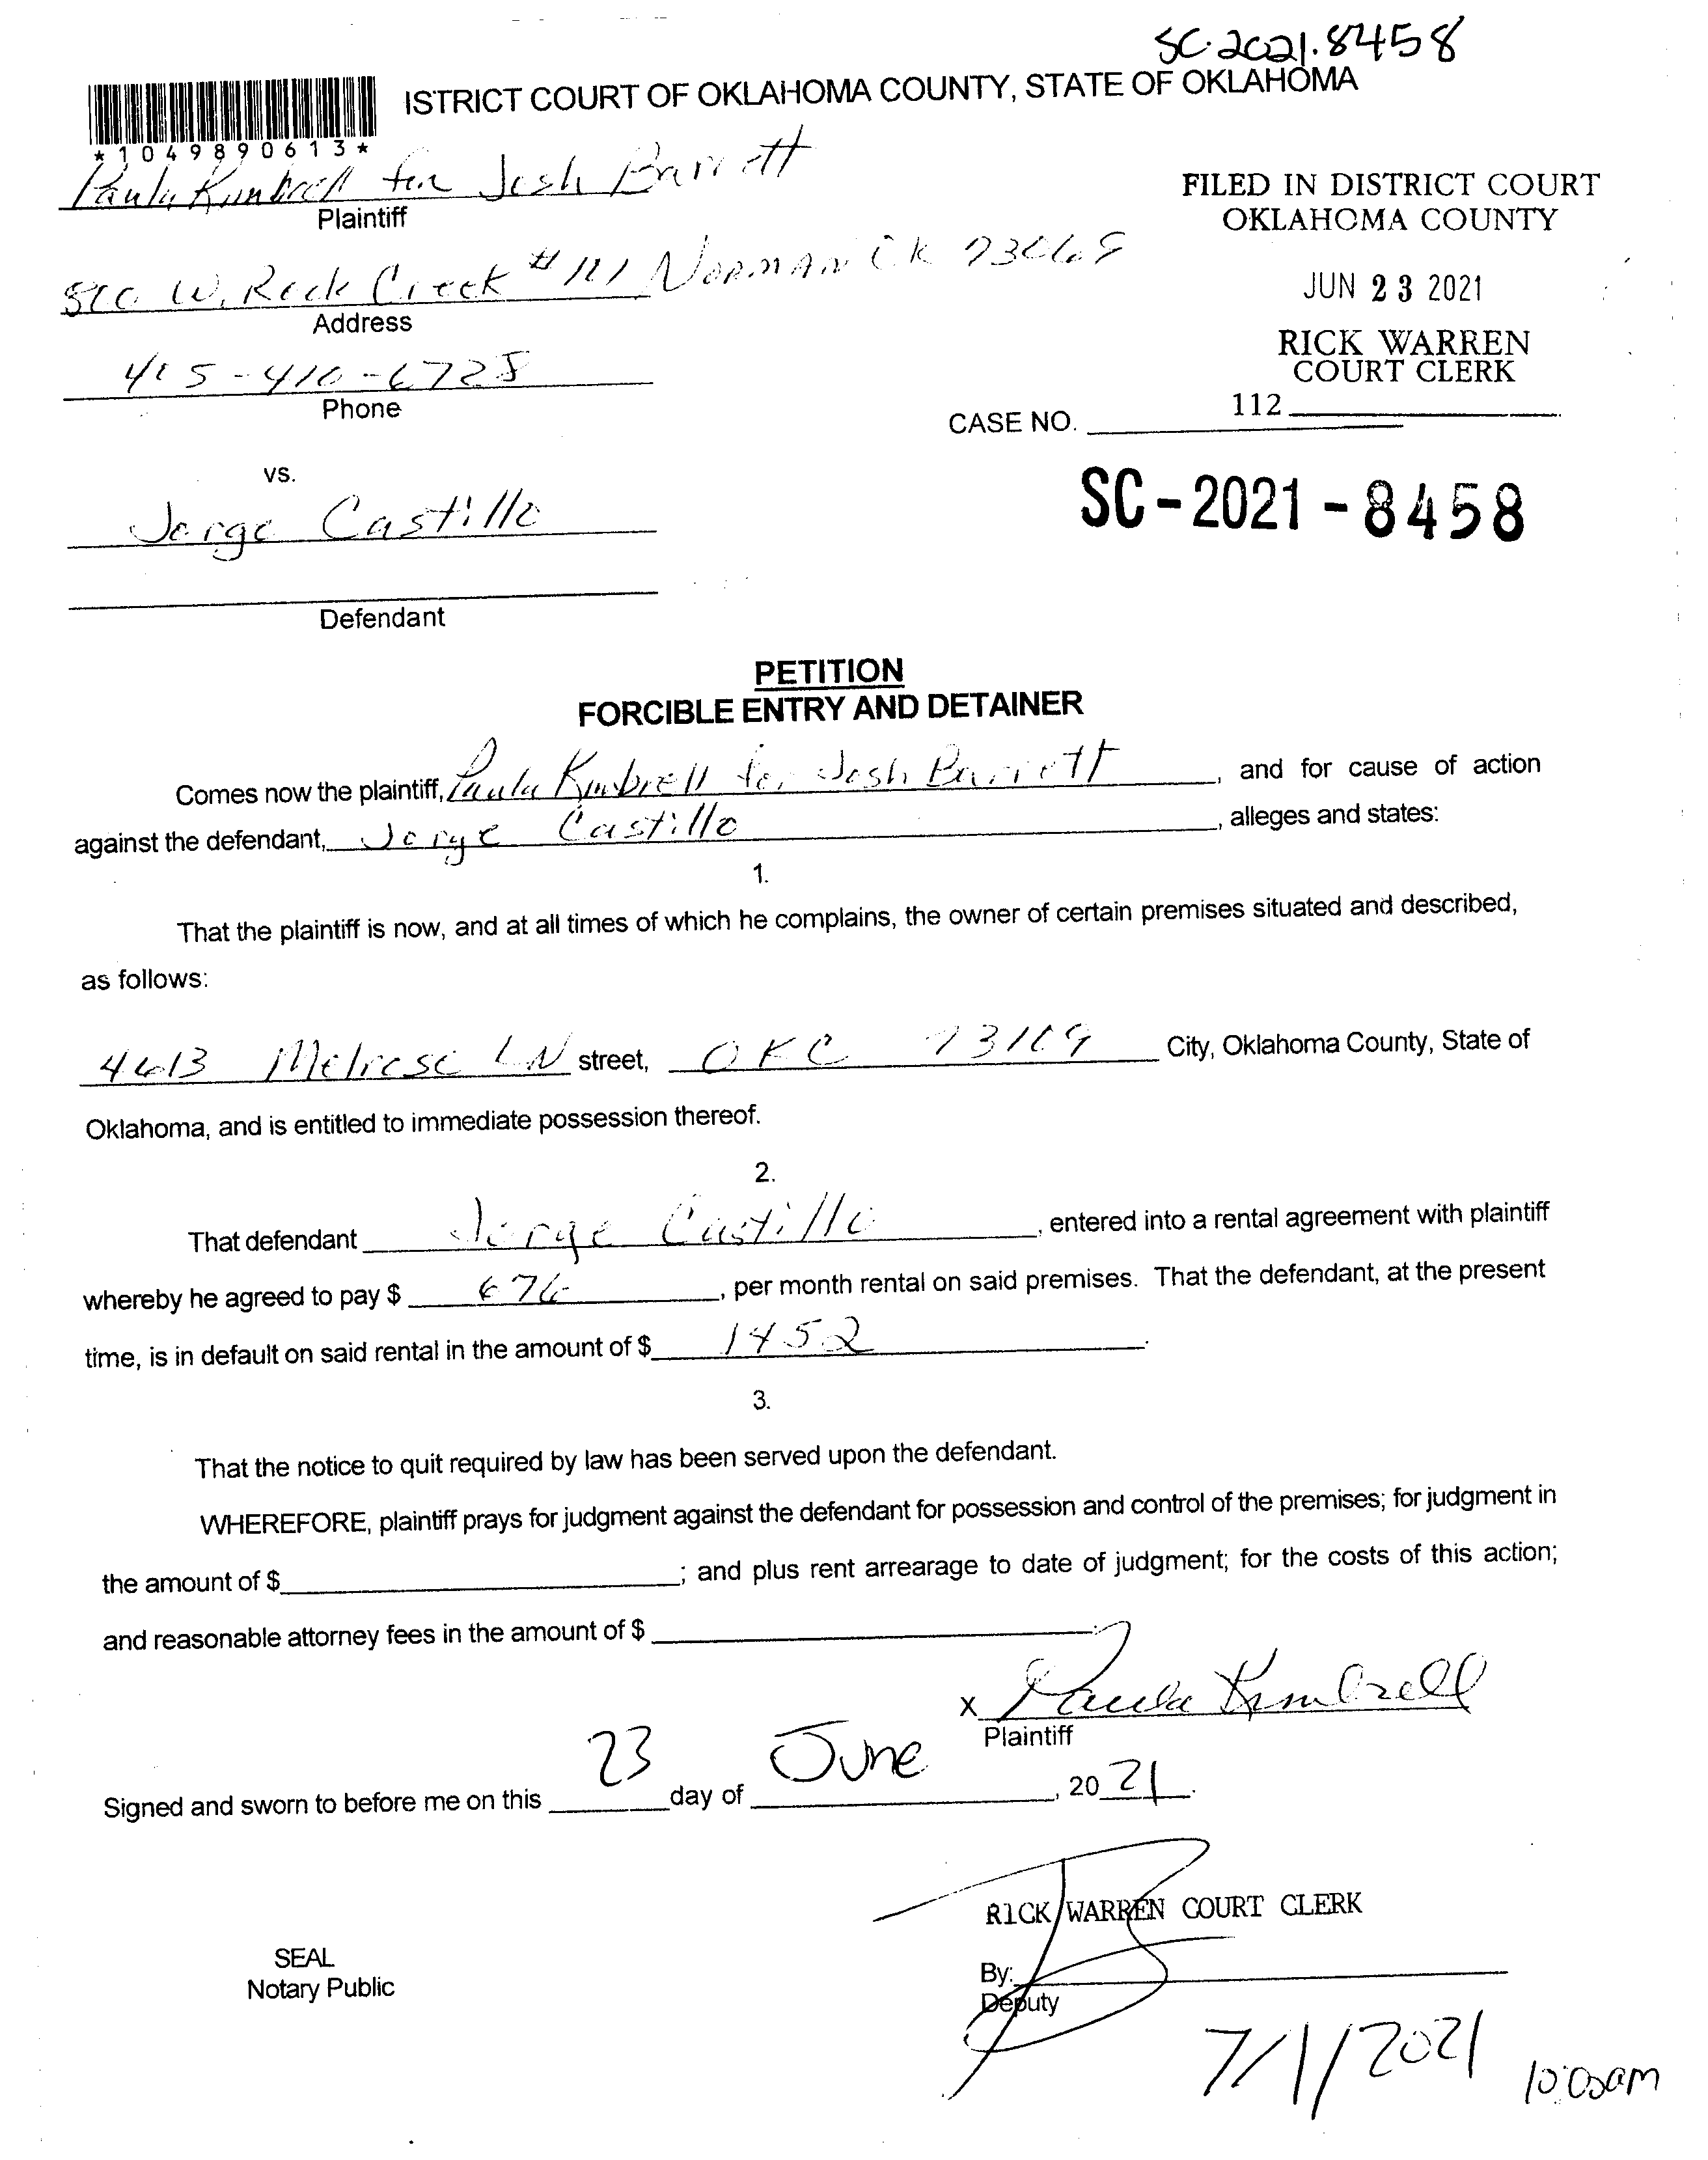 SC-2021-8458
ISTRICT COURT OF OKLAHOMA COUNTY, STATE OF OKLAHOMA
*1049890613*
Paula Kimbrell for Josh Barrett
Plaintiff
FILED IN DISTRICT COURT
OKLAHOMA COUNTY
W. Rock Creek #121 NORMAN OK
Address
JUN 23 2021
RICK WARREN
COURT CLERK
405-410-6728
Phone
112
CASE NO.
vs.
SC-2021-8458
Jorge Castillo
Defendant
PETITION
FORCIBLE ENTRY AND DETAINER
Comes now the plaintiff, Paula Kimbrell for Josh Barrett, and for cause of action
against the defendant, Jorge Castillo, alleges and states:
1.
That the plaintiff is now, and at all times of which he complains, the owner of certain premises situated and described,
as follows:
4613 Melrose LN street, OKC 73109 City, Oklahoma County, State of
Oklahoma, and is entitled to immediate possession thereof.
2.
That defendant Jorge Castillo, entered into a rental agreement with plaintiff
whereby he agreed to pay $ 676, per month rental on said premises. That the defendant, at the present
time, is in default on said rental in the amount of $ 1452.
3.
That the notice to quit required by law has been served upon the defendant.
WHEREFORE, plaintiff prays for judgment against the defendant for possession and control of the premises; for judgment in
the amount of $ ; and plus rent arrearage to date of judgment; for the costs of this action;
and reasonable attorney fees in the amount of $ .
X Paula Kimbrell
Plaintiff
Signed and sworn to before me on this 23 day of June, 20 21.
RICK WARREN COURT CLERK
SEAL
Notary Public
By:
Deputy
7/1/2021 10:00am